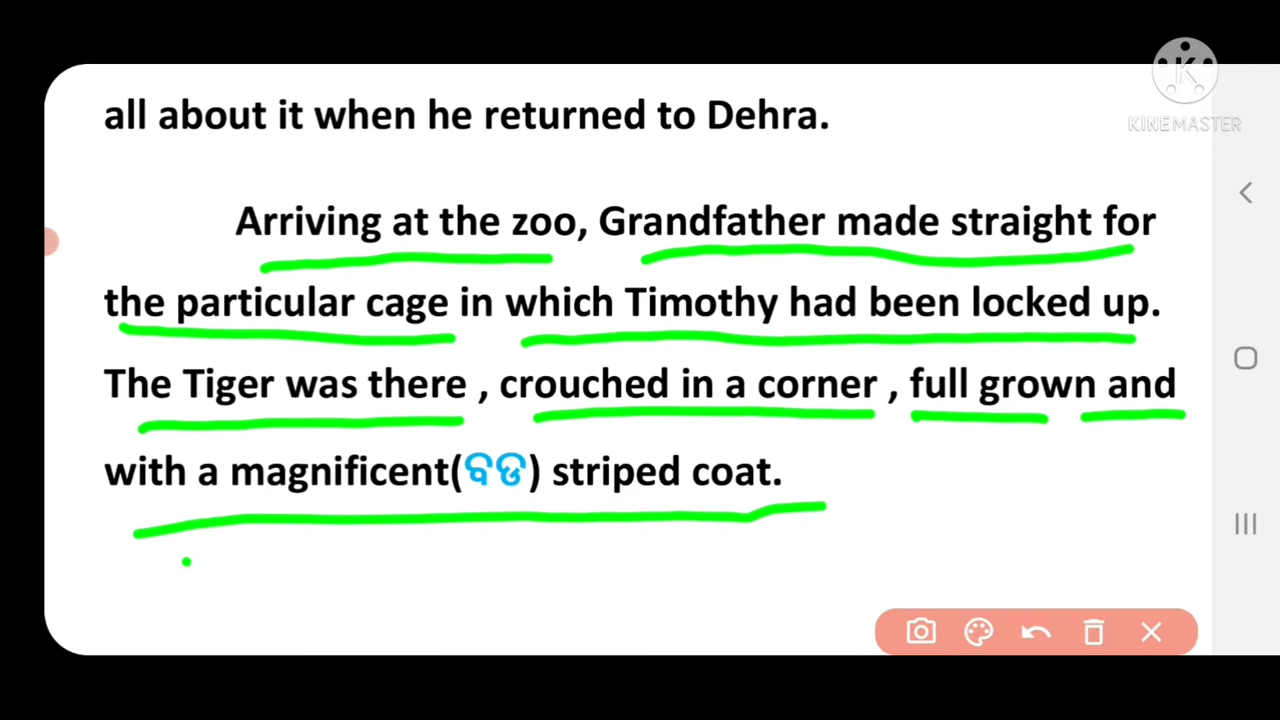 all about it when he returned to Dehra.
Arriving at the zoo, Grandfather made straight for
the particular cage in which Timothy had been locked up.
The Tiger was there , crouched in a corner , full grown and
with a magnificent(ବଡ) striped coat.
KINEMASTER